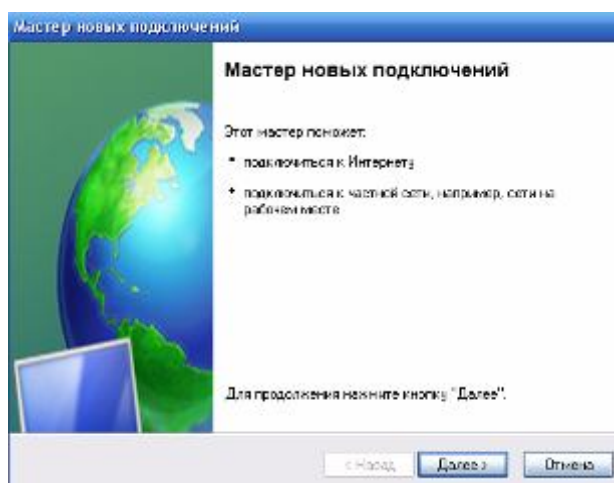 Мастер новых подключений
Мастер новых подключений
Этот мастер поможет:
• подключиться к Интернету
• подключиться к частной сети, например, сети на
рабочем месте
Для продолжения нажмите кнопку "Далее".
< Назад Далее > Отмена